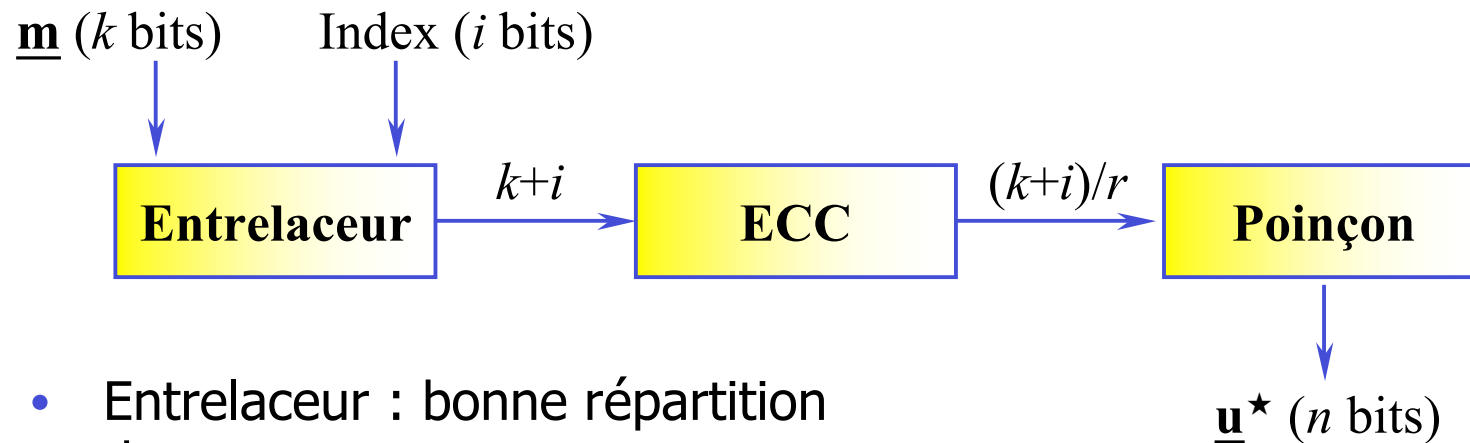 m (k bits) Index (i bits)
k+i (k+i)/r
Entrelaceur ECC Poinçon
• Entrelaceur : bonne répartition
u★ (n bits)